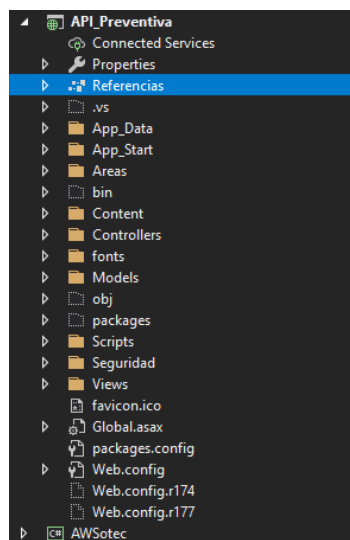 API_Preventiva
Connected Services
Properties
Referencias
.vs
App_Data
App_Start
Areas
bin
Content
Controllers
fonts
Models
obj
packages
Scripts
Seguridad
Views
favicon.ico
Global.asax
packages.config
Web.config
Web.config.r174
Web.config.r177
C# AWSotec